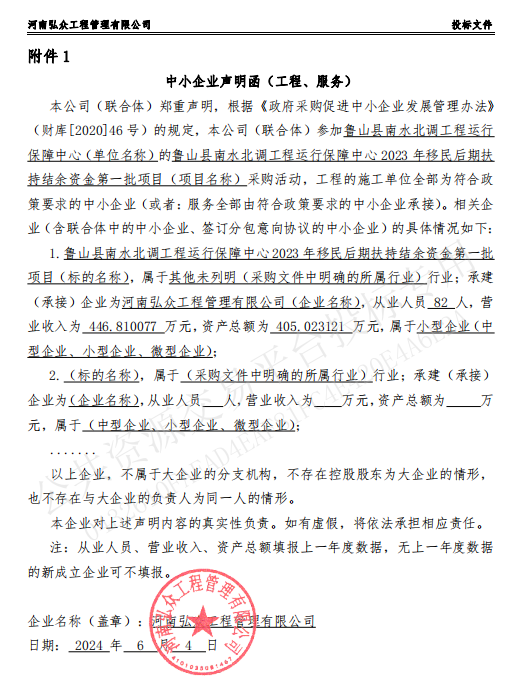 河南弘众工程管理有限公司 投标文件
附件 1
中小企业声明函（工程、服务）
本公司（联合体）郑重声明，根据《政府采购促进中小企业发展管理办法》
（财库[2020]46 号）的规定，本公司（联合体）参加鲁山县南水北调工程运行
保障中心（单位名称）的鲁山县南水北调工程运行保障中心 2023 年移民后期扶
持结余资金第一批项目（项目名称）采购活动，工程的施工单位全部为符合政
策要求的中小企业（或者：服务全部由符合政策要求的中小企业承接）。相关企
业（含联合体中的中小企业、签订分包意向协议的中小企业）的具体情况如下：
1. 鲁山县南水北调工程运行保障中心 2023 年移民后期扶持结余资金第一批
项目（标的名称），属于其他未列明（采购文件中明确的所属行业）行业；承建
（承接）企业为河南弘众工程管理有限公司（企业名称），从业人员 82 人，营
业收入为 446.810077 万元，资产总额为 405.023121 万元，属于小型企业（中
型企业、小型企业、微型企业）；
2. （标的名称），属于（采购文件中明确的所属行业）行业；承建（承接）
企业为（企业名称），从业人员 人，营业收入为 万元，资产总额为 万
元，属于（中型企业、小型企业、微型企业）；
.......
以上企业，不属于大企业的分支机构，不存在控股股东为大企业的情形，
也不存在与大企业的负责人为同一人的情形。
本企业对上述声明内容的真实性负责。如有虚假，将依法承担相应责任。
注：从业人员、营业收入、资产总额填报上一年度数据，无上一年度数据
的新成立企业可不填报。
企业名称（盖章）：河南弘众工程管理有限公司
日期：2024 年 6 月 4 日
河南弘众工程管理有限公司
4101035081467
公共资源交易平台投标专用